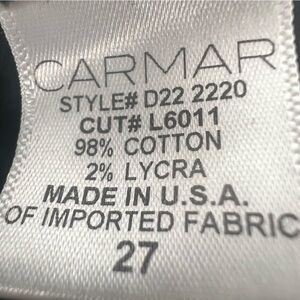 CARMAR
STYLE# D22 2220
CUT# L6011
98% COTTON
2% LYCRA
MADE IN U.S.A.
OF IMPORTED FABRIC
27